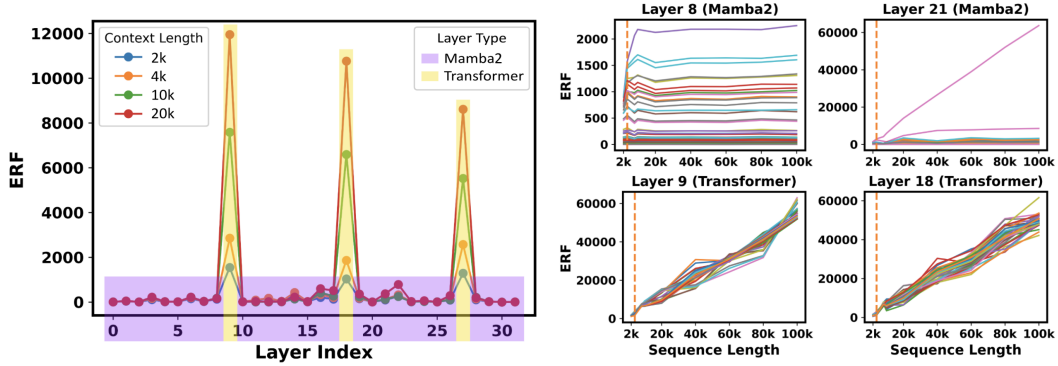 ERF
12000
10000
8000
6000
4000
2000
0
0 5 10 15 20 25 30
Layer Index
Context Length
2k
4k
10k
20k
Layer Type
Mamba2
Transformer
Layer 8 (Mamba2)
ERF
2000
1500
1000
500
0
2k 20k 40k 60k 80k 100k
Layer 21 (Mamba2)
60000
40000
20000
0
2k 20k 40k 60k 80k 100k
Layer 9 (Transformer)
ERF
60000
40000
20000
0
2k 20k 40k 60k 80k 100k
Sequence Length
Layer 18 (Transformer)
60000
40000
20000
0
2k 20k 40k 60k 80k 100k
Sequence Length